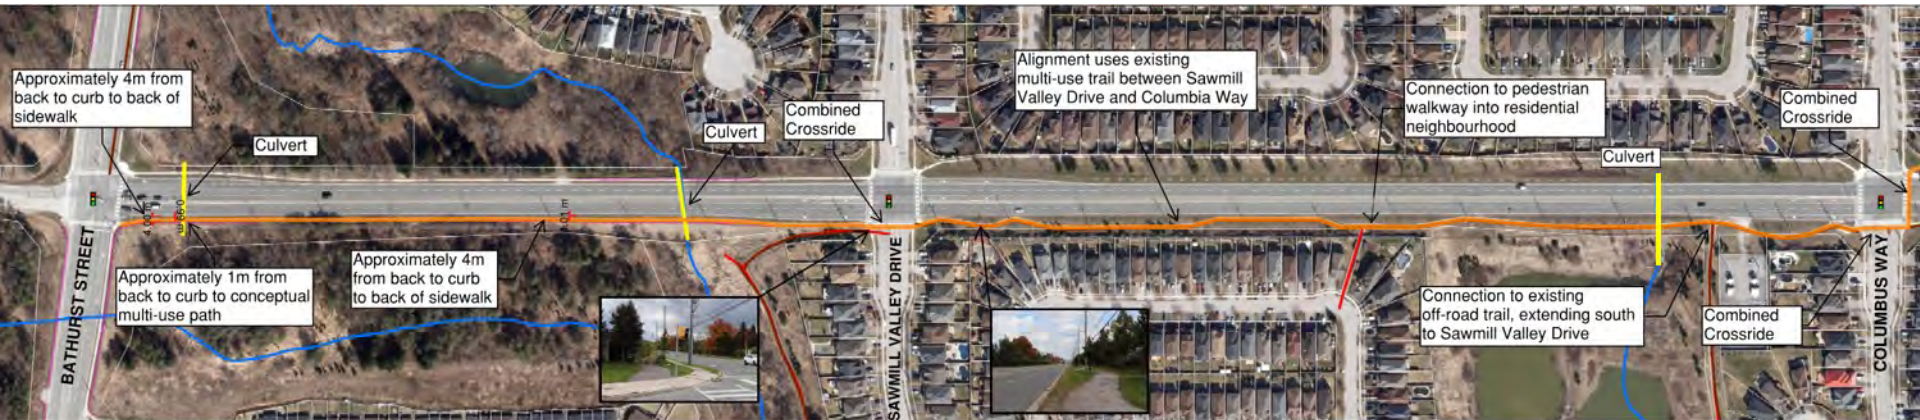 Approximately 4m from
back to curb to back of
sidewalk
Culvert
Culvert
Combined
Crossride
Alignment uses existing
multi-use trail between Sawmill
Valley Drive and Columbia Way
Connection to pedestrian
walkway into residential
neighbourhood
Culvert
Combined
Crossride
BATHURST STREET
Approximately 1m from
back to curb to conceptual
multi-use path
Approximately 4m
from back to curb
to back of sidewalk
SAWMILL VALLEY DRIVE
Connection to existing
off-road trail, extending south
to Sawmill Valley Drive
Combined
Crossride
COLUMBUS WAY